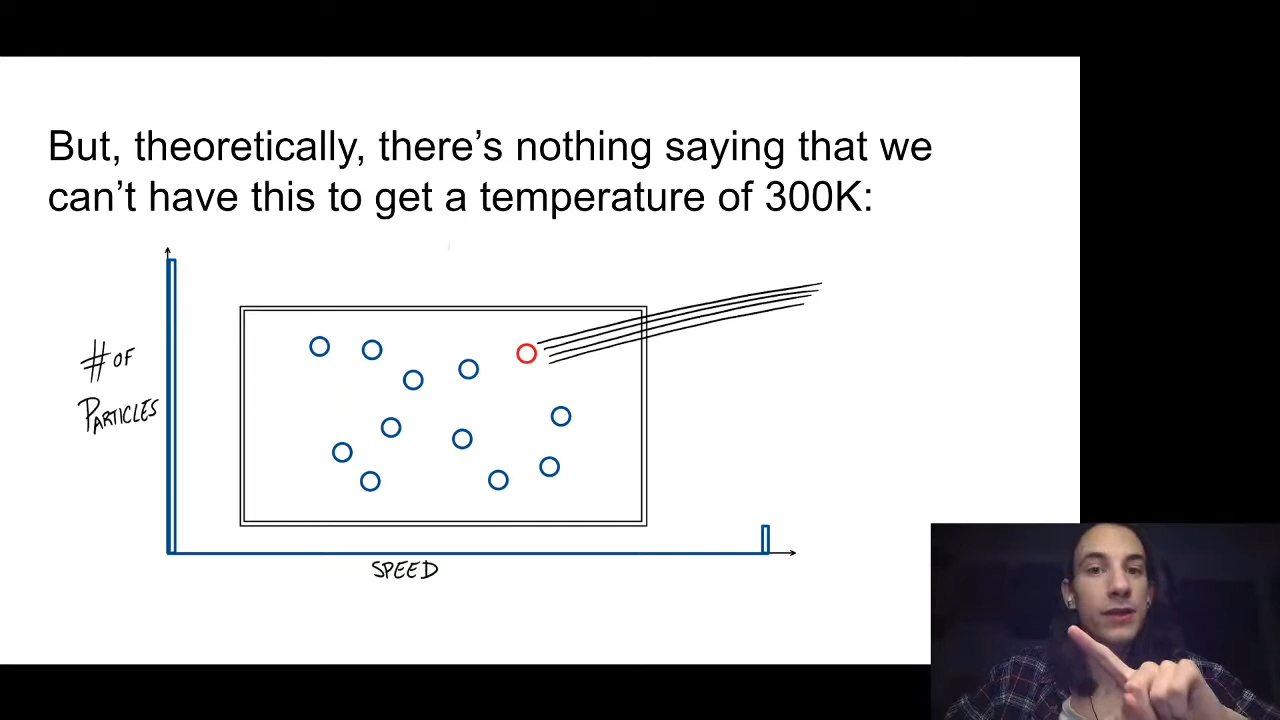 But, theoretically, there's nothing saying that we
can't have this to get a temperature of 300K:
# OF
PARTICLES
SPEED